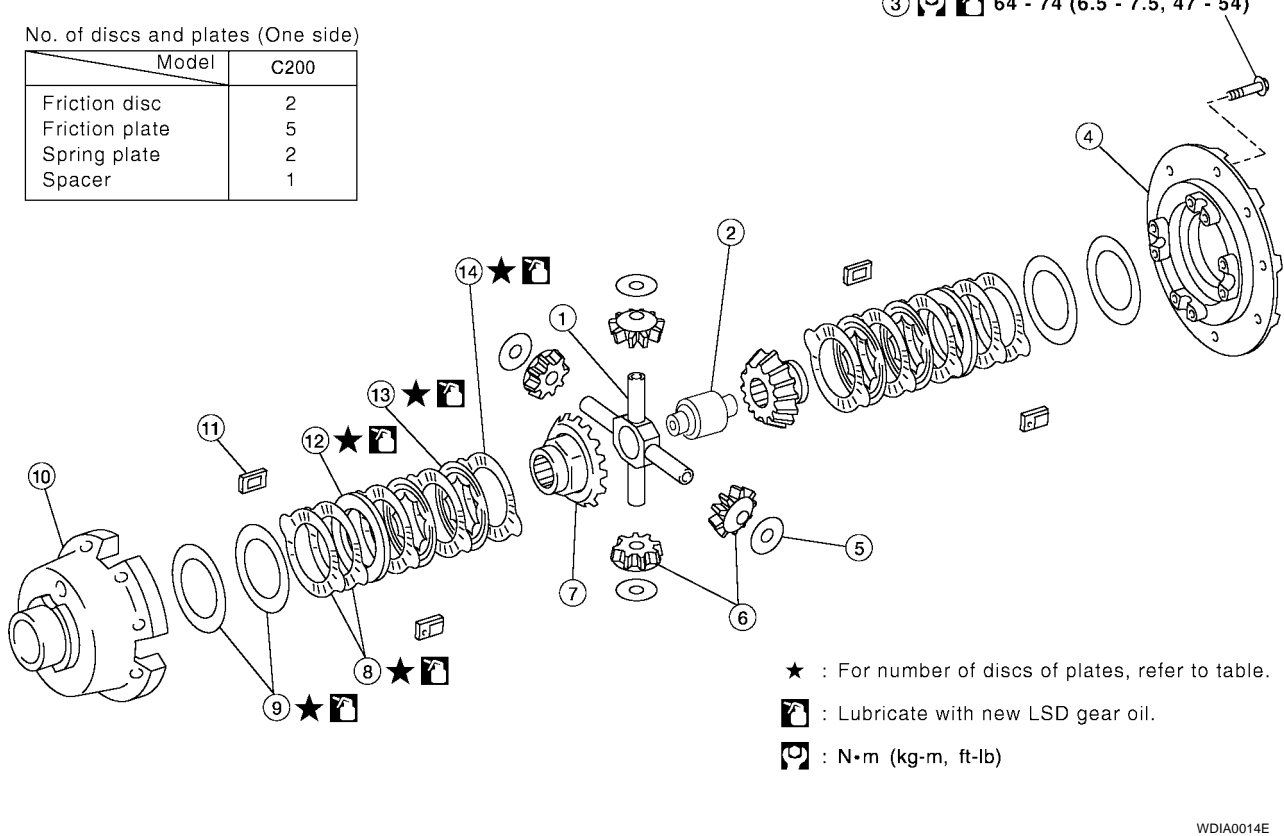 3 64 - 74 (6.5 - 7.5, 47 - 54)
No. of discs and plates (One side)
Model C200
Friction disc 2
Friction plate 5
Spring plate 2
Spacer 1
4
2
14 ★
1
13 ★
11
12 ★
10
5
7
6
8 ★
9 ★
★ : For number of discs of plates, refer to table.
: Lubricate with new LSD gear oil.
: N•m (kg-m, ft-lb)
WDIA0014E